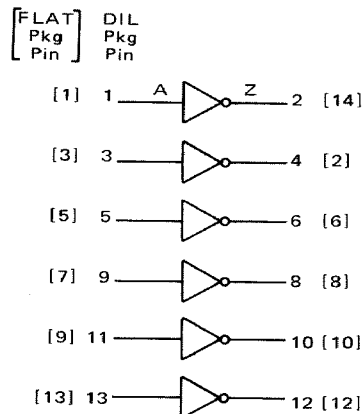 [FLAT Pkg Pin] DIL Pkg Pin
[1] 1 A Z 2 [14]
[3] 3 4 [2]
[5] 5 6 [6]
[7] 9 8 [8]
[9] 11 10 [10]
[13] 13 12 [12]